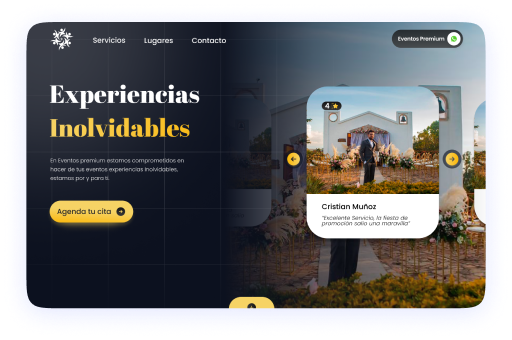 Servicios Lugares Contacto
Eventos Premium
Experiencias
Inolvidables
En Eventos premium estamos comprometidos en
hacer de tus eventos experiencias inolvidables,
estamos por y para ti.
Agenda tu cita
4
Cristian Muñoz
"Excelente Servicio, la fiesta de
promoción salio una maravilla"